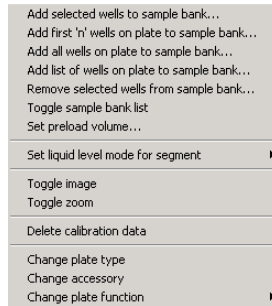 Add selected wells to sample bank...
Add first 'n' wells on plate to sample bank...
Add all wells on plate to sample bank...
Add list of wells on plate to sample bank...
Remove selected wells from sample bank...
Toggle sample bank list
Set preload volume...
Set liquid level mode for segment
Toggle image
Toggle zoom
Delete calibration data
Change plate type
Change accessory
Change plate function